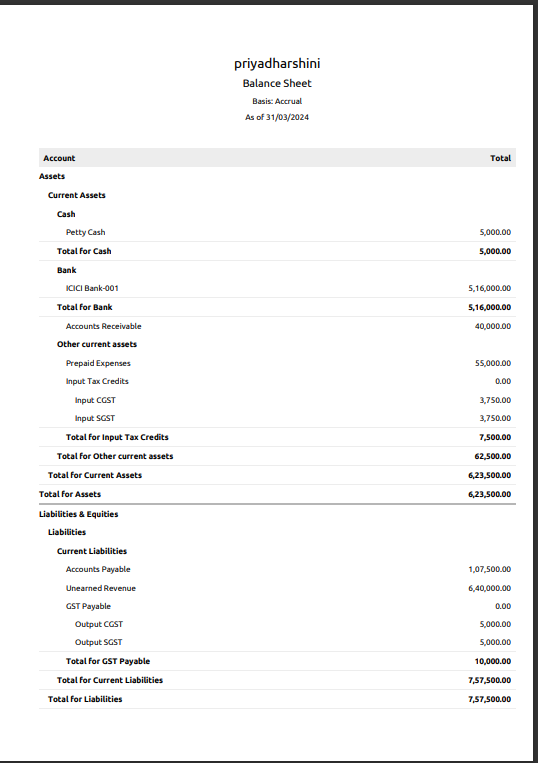 priyadharshini
Balance Sheet
Basis: Accrual
As of 31/03/2024
Account Total
Assets
Current Assets
Cash
Petty Cash 5,000.00
Total for Cash 5,000.00
Bank
ICICI Bank-001 5,16,000.00
Total for Bank 5,16,000.00
Accounts Receivable 40,000.00
Other current assets
Prepaid Expenses 55,000.00
Input Tax Credits 0.00
Input CGST 3,750.00
Input SGST 3,750.00
Total for Input Tax Credits 7,500.00
Total for Other current assets 62,500.00
Total for Current Assets 6,23,500.00
Total for Assets 6,23,500.00
Liabilities & Equities
Liabilities
Current Liabilities
Accounts Payable 1,07,500.00
Unearned Revenue 6,40,000.00
GST Payable 0.00
Output CGST 5,000.00
Output SGST 5,000.00
Total for GST Payable 10,000.00
Total for Current Liabilities 7,57,500.00
Total for Liabilities 7,57,500.00